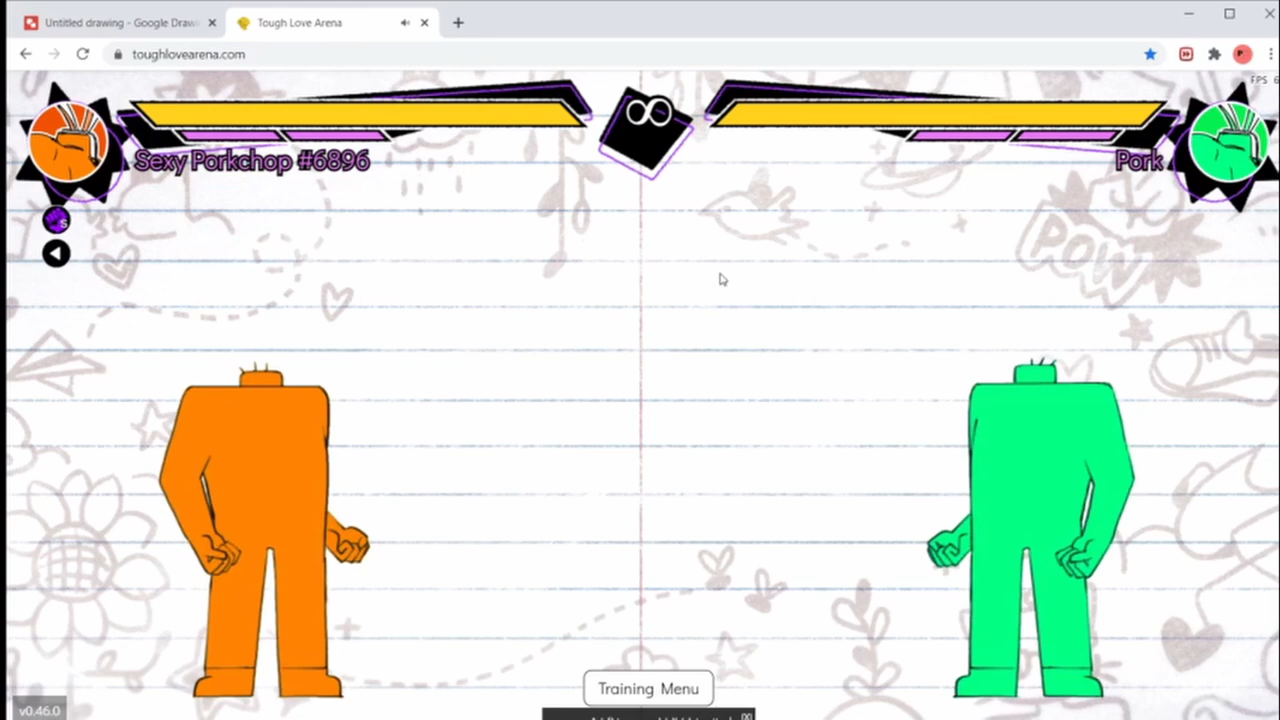 Untitled drawing - Google Draw
Tough Love Arena
toughlovearena.com
FPS 6
∞
Sexy Porkchop #6896
Pork
S
POW
Training Menu
v0.46.0